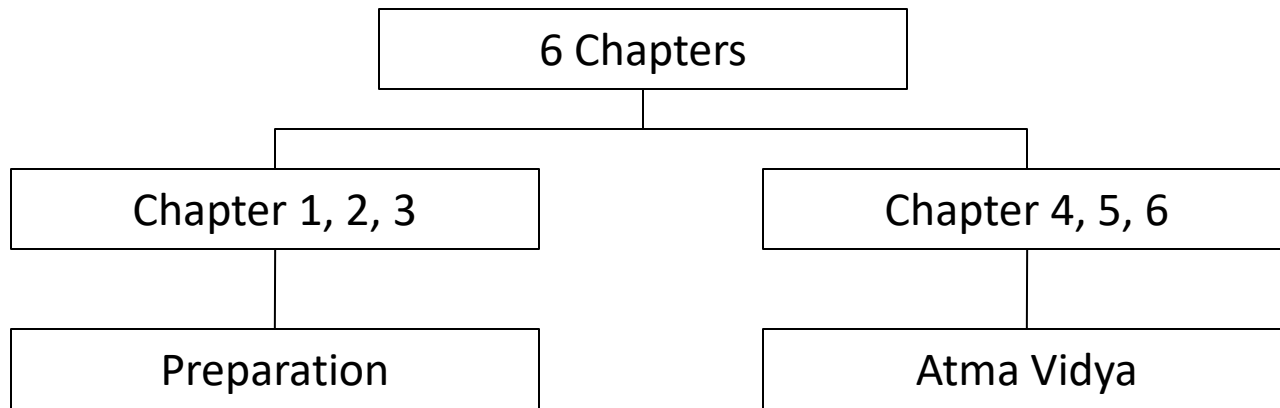 6 Chapters
Chapter 1, 2, 3
Chapter 4, 5, 6
Preparation
Atma Vidya